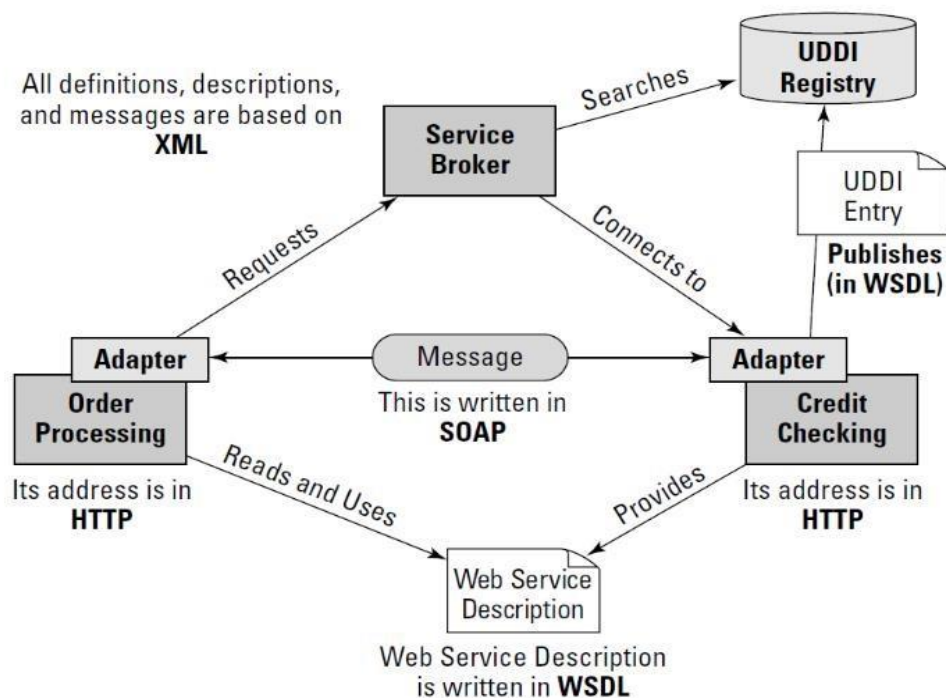 UDDI
Registry
All definitions, descriptions,
and messages are based on
XML
Searches
Service
Broker
UDDI
Entry
Publishes
(in WSDL)
Requests
Connects to
Adapter
Message
Adapter
Order
Processing
This is written in
SOAP
Credit
Checking
Its address is in
HTTP
Reads and Uses
Provides
Its address is in
HTTP
Web Service
Description
Web Service Description
is written in WSDL